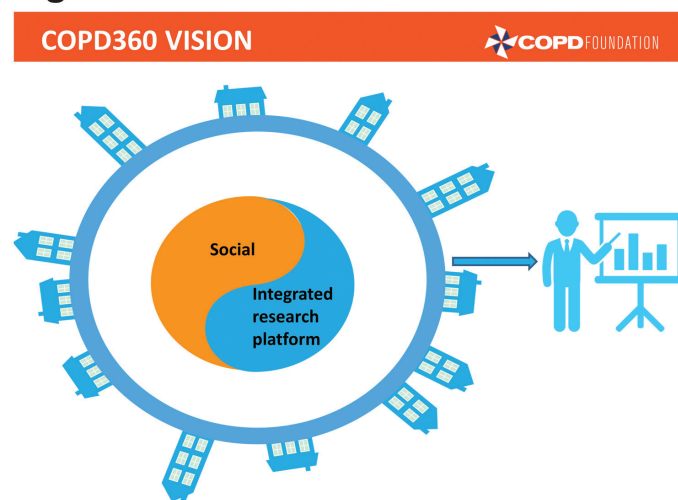 COPD360 VISION
COPDFOUNDATION
Social
Integrated
research
platform